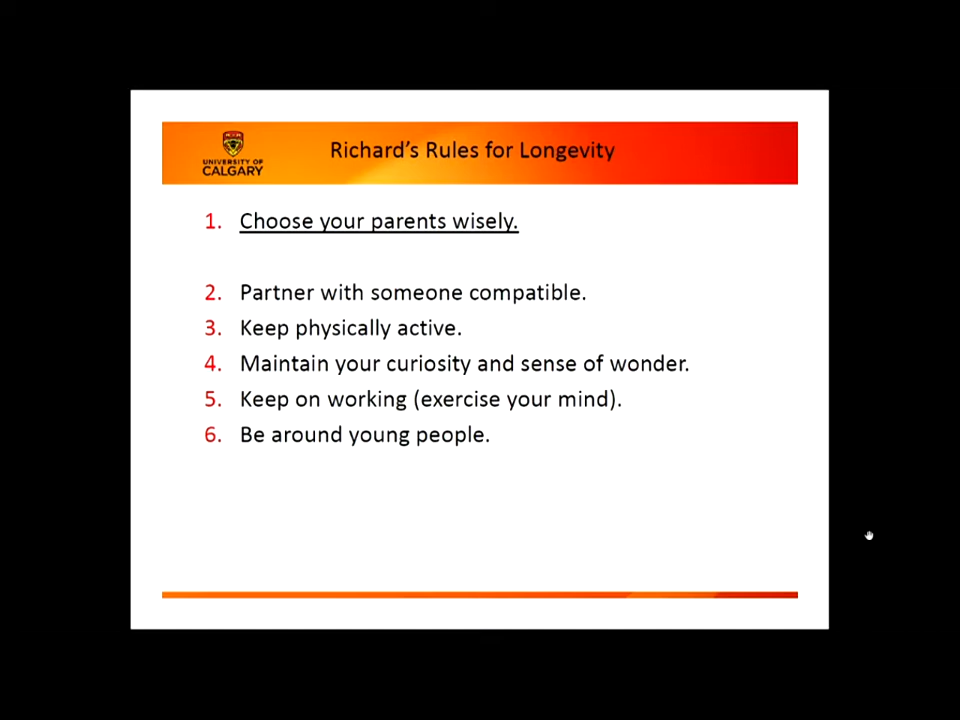 UNIVERSITY OF
CALGARY
Richard's Rules for Longevity
1. Choose your parents wisely.
2. Partner with someone compatible.
3. Keep physically active.
4. Maintain your curiosity and sense of wonder.
5. Keep on working (exercise your mind).
6. Be around young people.